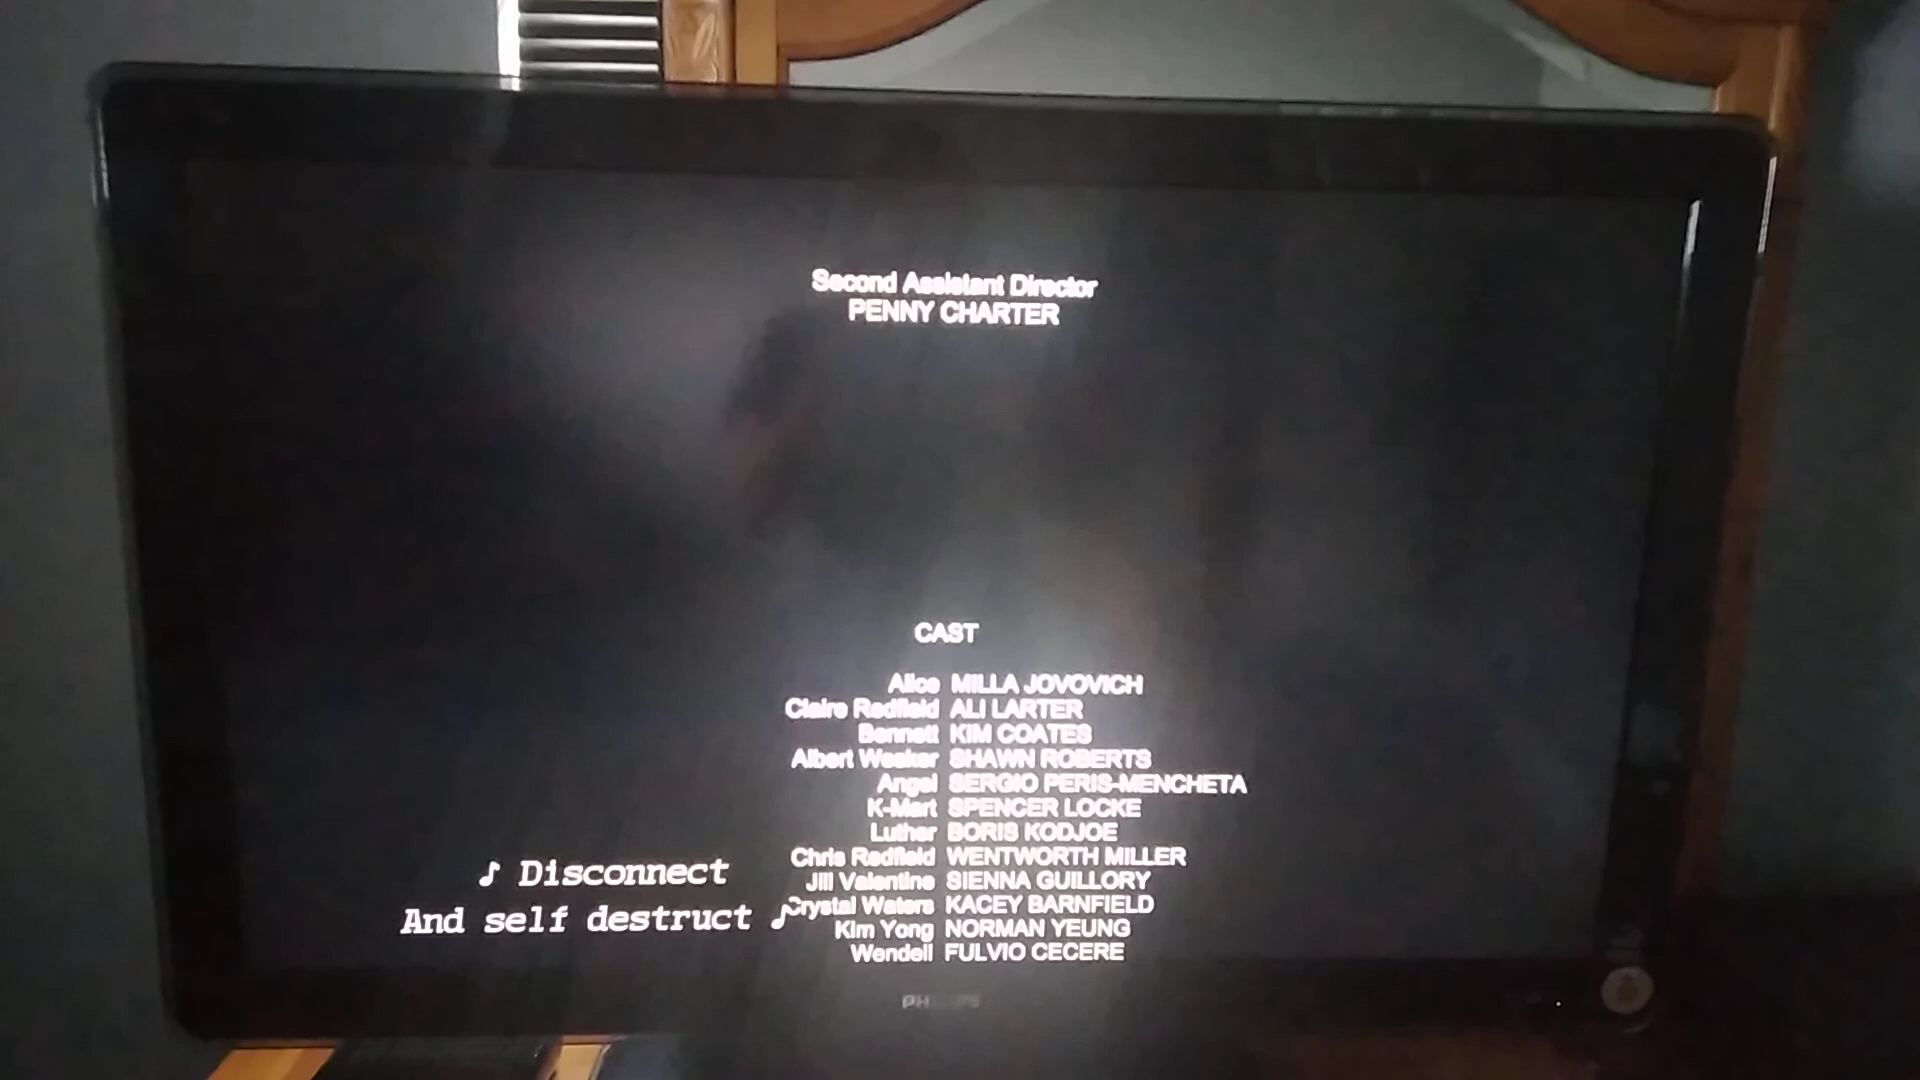 Second Assistant Director
PENNY CHARTER
CAST
Alice MILLA JOVOVICH
Claire Redfield ALI LARTER
Bennett KIM COATES
Albert Wesker SHAWN ROBERTS
Angel SERGIO PERIS-MENCHETA
K-Mart SPENCER LOCKE
Luther BORIS KODJOE
Chris Redfield WENTWORTH MILLER
Jill Valentine SIENNA GUILLORY
Crystal Waters KACEY BARNFIELD
Kim Yong NORMAN YEUNG
Wendell FULVIO CECERE
♪ Disconnect
And self destruct ♪
PHILIPS